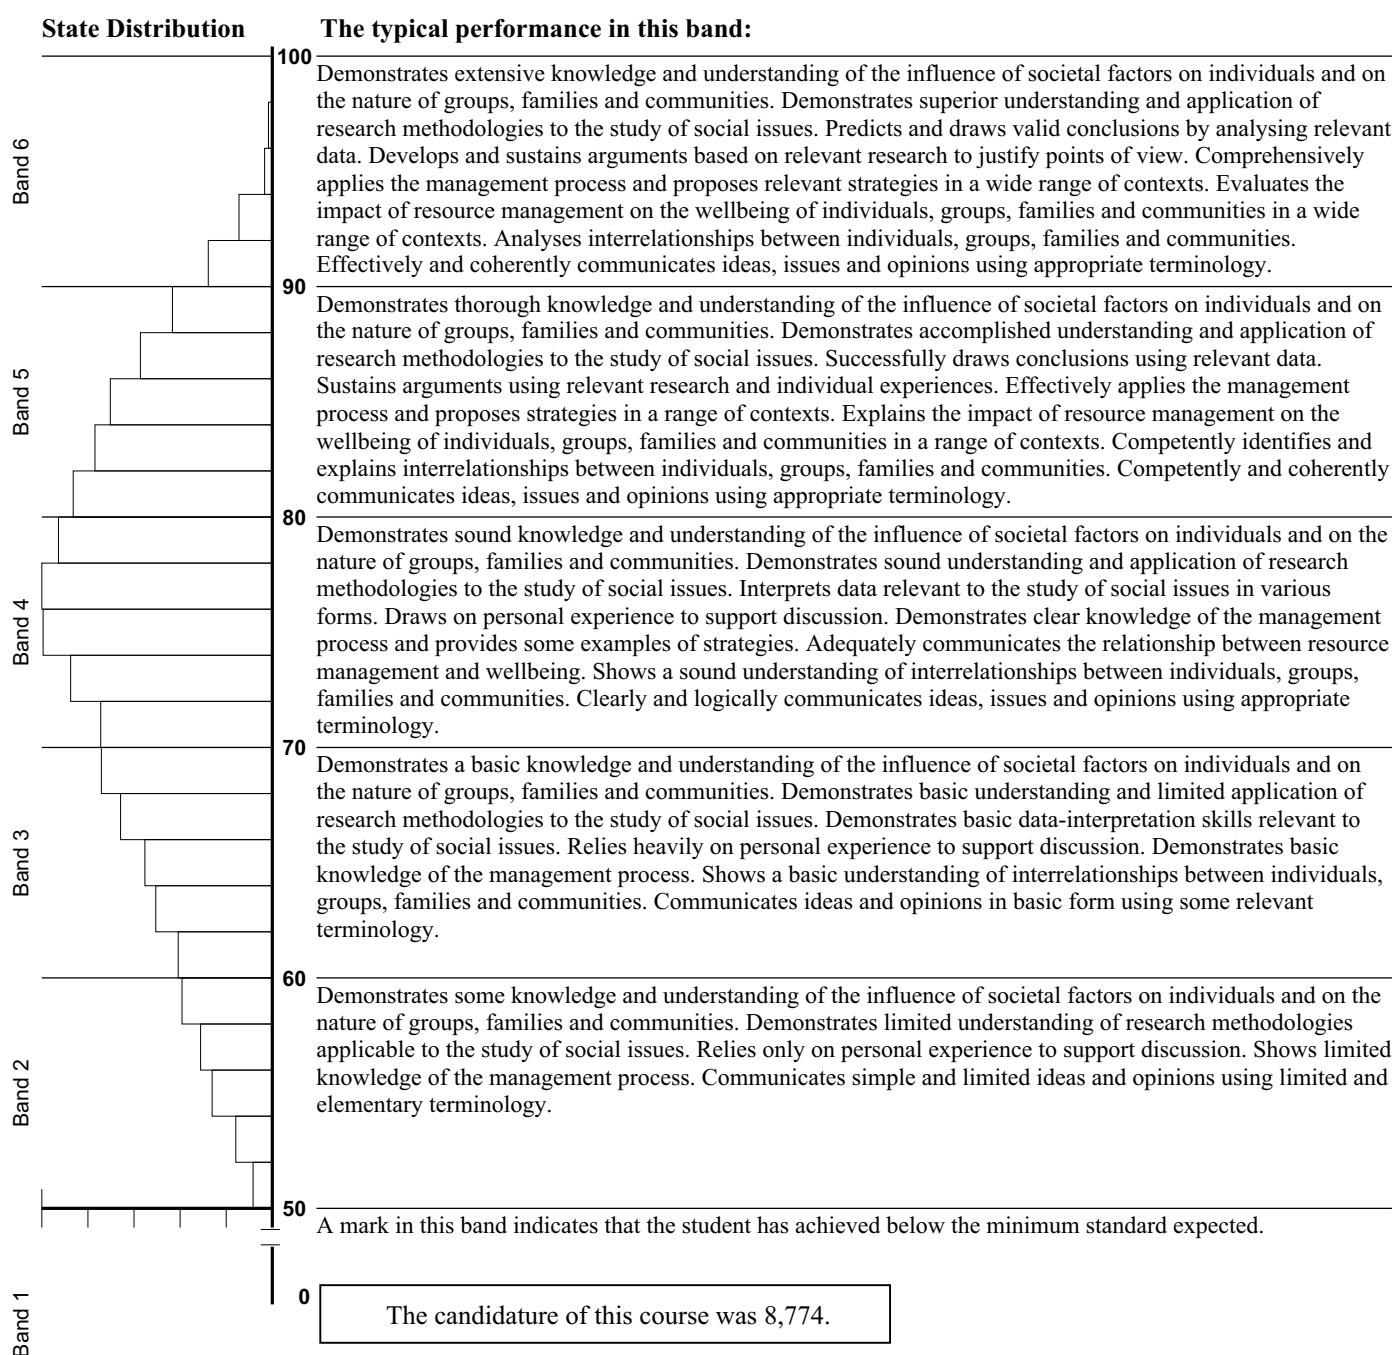 State Distribution
The typical performance in this band:
100
Band 6
Demonstrates extensive knowledge and understanding of the influence of societal factors on individuals and on
the nature of groups, families and communities. Demonstrates superior understanding and application of
research methodologies to the study of social issues. Predicts and draws valid conclusions by analysing relevant
data. Develops and sustains arguments based on relevant research to justify points of view. Comprehensively
applies the management process and proposes relevant strategies in a wide range of contexts. Evaluates the
impact of resource management on the wellbeing of individuals, groups, families and communities in a wide
range of contexts. Analyses interrelationships between individuals, groups, families and communities.
Effectively and coherently communicates ideas, issues and opinions using appropriate terminology.
90
Band 5
Demonstrates thorough knowledge and understanding of the influence of societal factors on individuals and on
the nature of groups, families and communities. Demonstrates accomplished understanding and application of
research methodologies to the study of social issues. Successfully draws conclusions using relevant data.
Sustains arguments using relevant research and individual experiences. Effectively applies the management
process and proposes strategies in a range of contexts. Explains the impact of resource management on the
wellbeing of individuals, groups, families and communities in a range of contexts. Competently identifies and
explains interrelationships between individuals, groups, families and communities. Competently and coherently
communicates ideas, issues and opinions using appropriate terminology.
80
Band 4
Demonstrates sound knowledge and understanding of the influence of societal factors on individuals and on the
nature of groups, families and communities. Demonstrates sound understanding and application of research
methodologies to the study of social issues. Interprets data relevant to the study of social issues in various
forms. Draws on personal experience to support discussion. Demonstrates clear knowledge of the management
process and provides some examples of strategies. Adequately communicates the relationship between resource
management and wellbeing. Shows a sound understanding of interrelationships between individuals, groups,
families and communities. Clearly and logically communicates ideas, issues and opinions using appropriate
terminology.
70
Band 3
Demonstrates a basic knowledge and understanding of the influence of societal factors on individuals and on
the nature of groups, families and communities. Demonstrates basic understanding and limited application of
research methodologies to the study of social issues. Demonstrates basic data-interpretation skills relevant to
the study of social issues. Relies heavily on personal experience to support discussion. Demonstrates basic
knowledge of the management process. Shows a basic understanding of interrelationships between individuals,
groups, families and communities. Communicates ideas and opinions in basic form using some relevant
terminology.
60
Band 2
Demonstrates some knowledge and understanding of the influence of societal factors on individuals and on the
nature of groups, families and communities. Demonstrates limited understanding of research methodologies
applicable to the study of social issues. Relies only on personal experience to support discussion. Shows limited
knowledge of the management process. Communicates simple and limited ideas and opinions using limited and
elementary terminology.
50
A mark in this band indicates that the student has achieved below the minimum standard expected.
0
Band 1
The candidature of this course was 8,774.